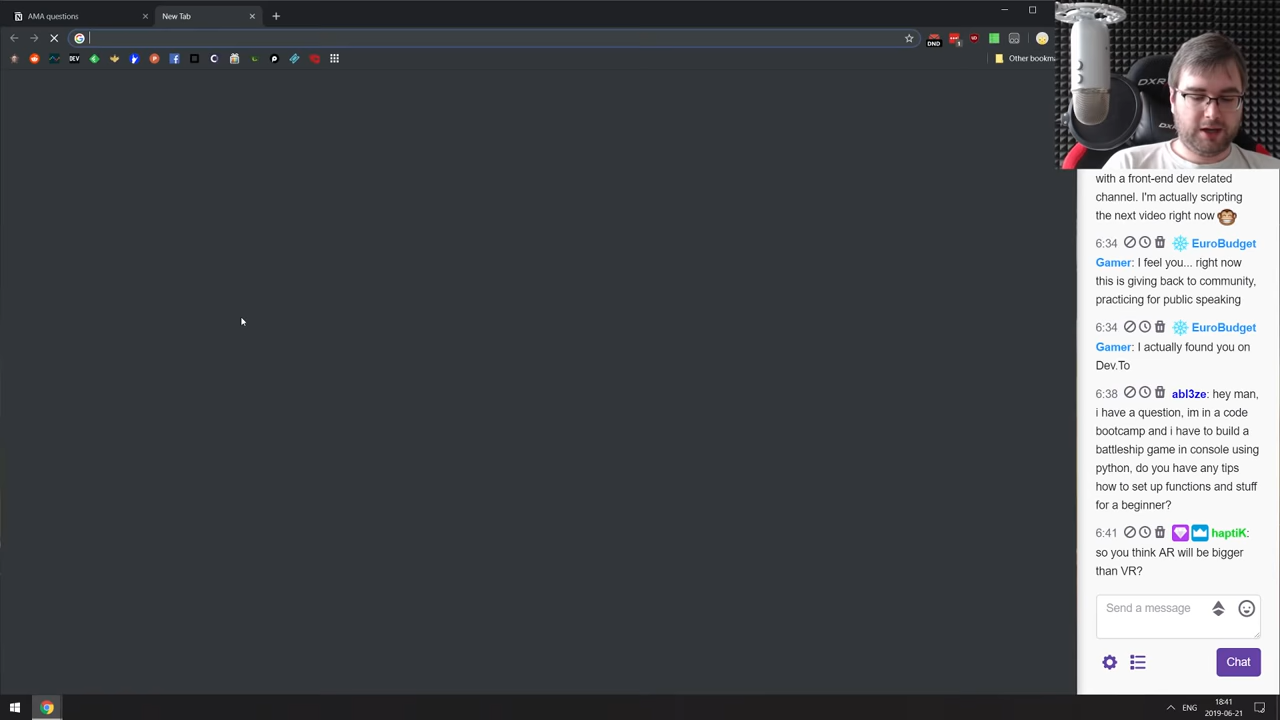 AMA questions
New Tab
DEV
DND
Other bookma
DXR
with a front-end dev related
channel. I'm actually scripting
the next video right now
6:34 EuroBudget
Gamer: I feel you... right now
this is giving back to community,
practicing for public speaking
6:34 EuroBudget
Gamer: I actually found you on
Dev.To
6:38 abl3ze: hey man,
i have a question, im in a code
bootcamp and i have to build a
battleship game in console using
python, do you have any tips
how to set up functions and stuff
for a beginner?
6:41 haptiK:
so you think AR will be bigger
than VR?
Send a message
Chat
ENG
18:41
2019-06-21